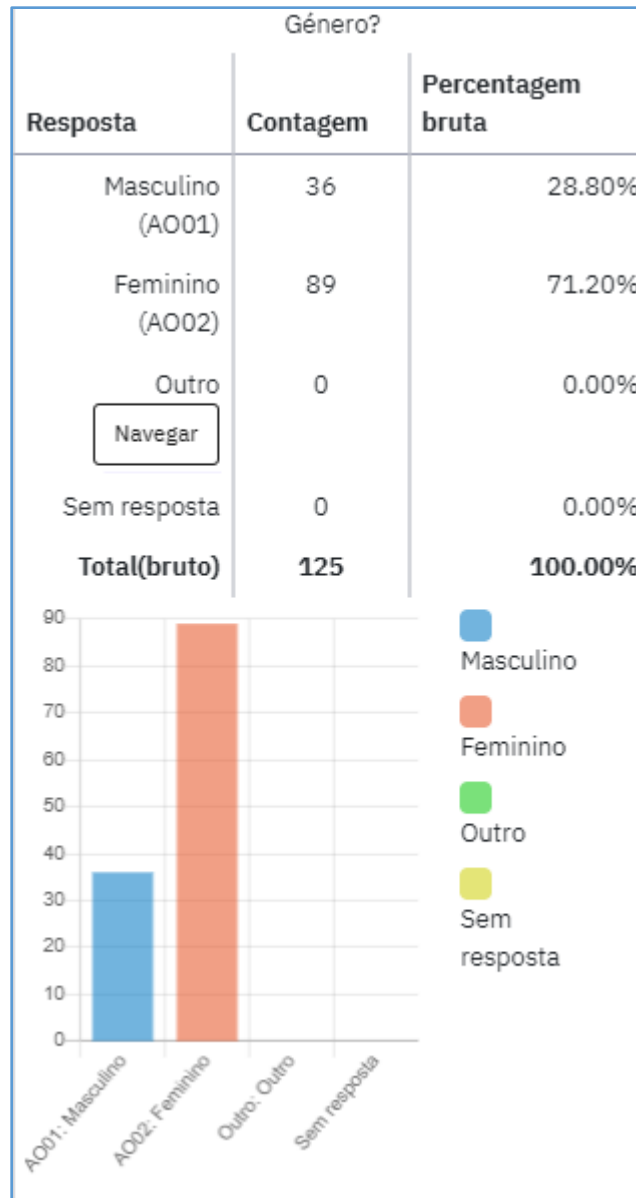 Género?
Resposta Contagem Percentagem bruta
Masculino (AO01) 36 28.80%
Feminino (AO02) 89 71.20%
Outro 0 0.00%
Navegar
Sem resposta 0 0.00%
Total(bruto) 125 100.00%
90
80
70
60
50
40
30
20
10
0
AO01: Masculino
AO02: Feminino
Outro: Outro
Sem resposta
Masculino
Feminino
Outro
Sem
resposta